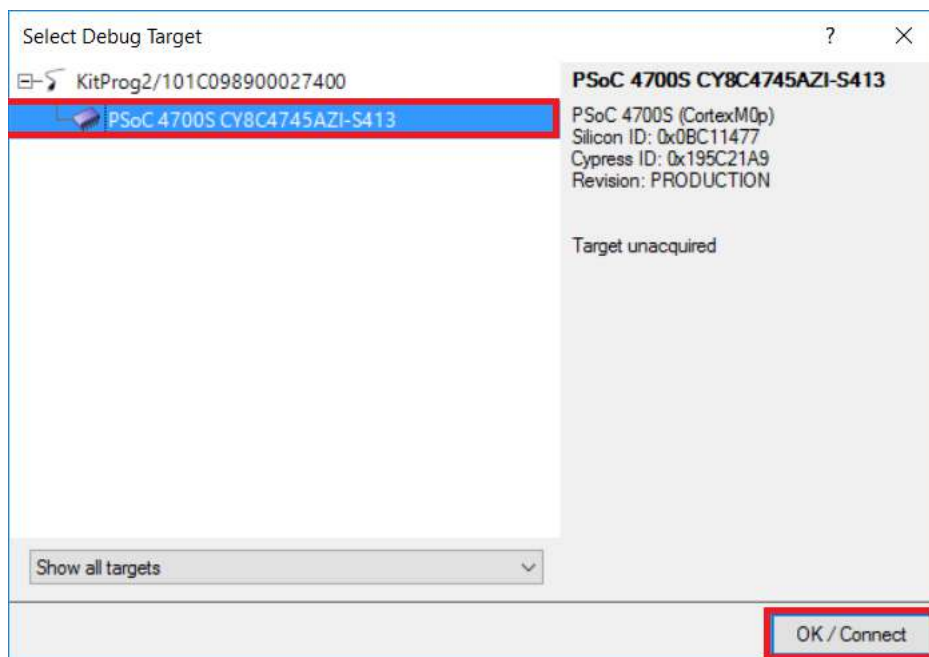 Select Debug Target
KitProg2/101C098900027400
PSoC 4700S CY8C4745AZI-S413
PSoC 4700S CY8C4745AZI-S413
PSoC 4700S (CortexM0p)
Silicon ID: 0x0BC11477
Cypress ID: 0x195C21A9
Revision: PRODUCTION
Target unacquired
Show all targets
OK / Connect